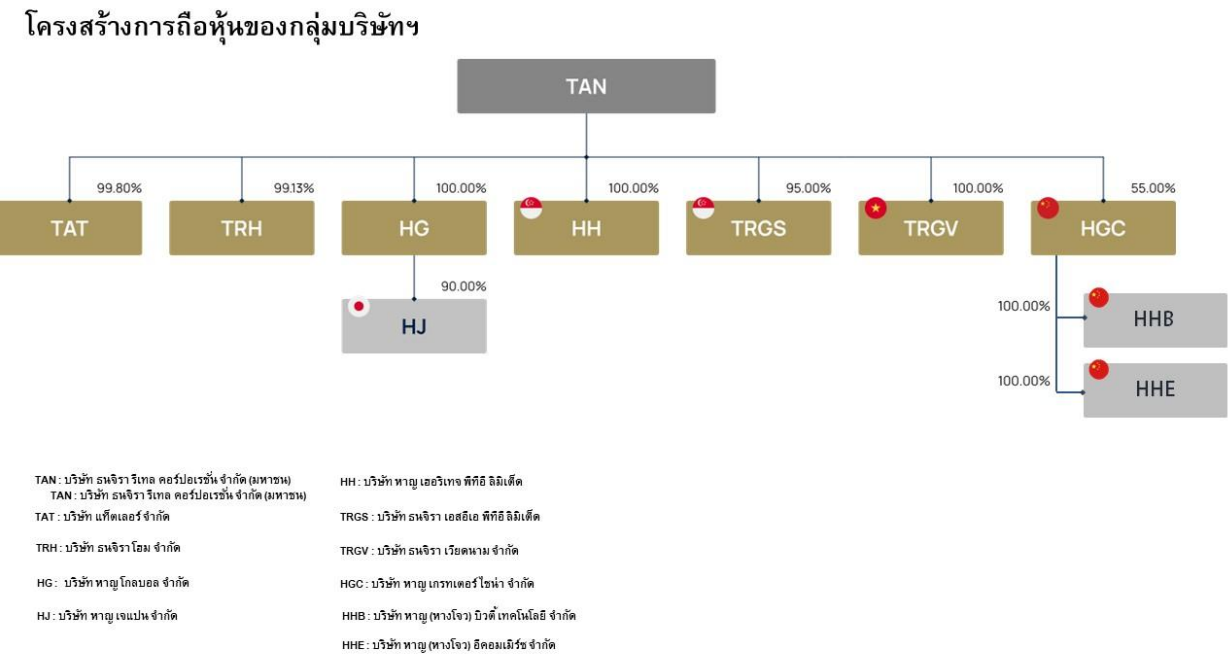 โครงสร้างการถือหุ้นของกลุ่มบริษัทฯ
TAN
99.80%
99.13%
100.00%
100.00%
95.00%
100.00%
55.00%
TAT
TRH
HG
HH
TRGS
TRGV
HGC
90.00%
HJ
100.00%
HHB
100.00%
HHE
TAN : บริษัท ธนจิรา รีเทล คอร์ปอเรชั่น จำกัด (มหาชน)
TAN : บริษัท ธนจิรา รีเทล คอร์ปอเรชั่น จำกัด (มหาชน)
TAT : บริษัท แท็ตเลอร์ จำกัด
TRH : บริษัท ธนจิรา โฮม จำกัด
HG : บริษัท หาญ โกลบอล จำกัด
HJ : บริษัท หาญ เจแปน จำกัด
HH : บริษัท หาญ เฮอริเทจ พีทีอี ลิมิเต็ด
TRGS : บริษัท ธนจิรา เอสอีเอ พีทีอี ลิมิเต็ด
TRGV : บริษัท ธนจิรา เวียดนาม จำกัด
HGC : บริษัท หาญ เกรทเตอร์ ไชน่า จำกัด
HHB : บริษัท หาญ (หางโจว) บิวตี้ เทคโนโลยี จำกัด
HHE : บริษัท หาญ (หางโจว) อีคอมเมิร์ซ จำกัด